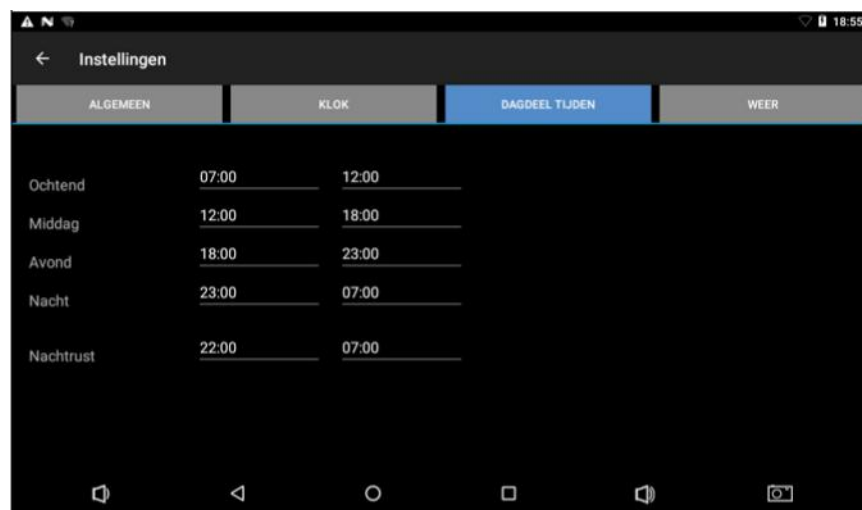 18:55
Instellingen
ALGEMEEN KLOK DAGDEEL TIJDEN WEER
Ochtend 07:00 12:00
Middag 12:00 18:00
Avond 18:00 23:00
Nacht 23:00 07:00
Nachtrust 22:00 07:00